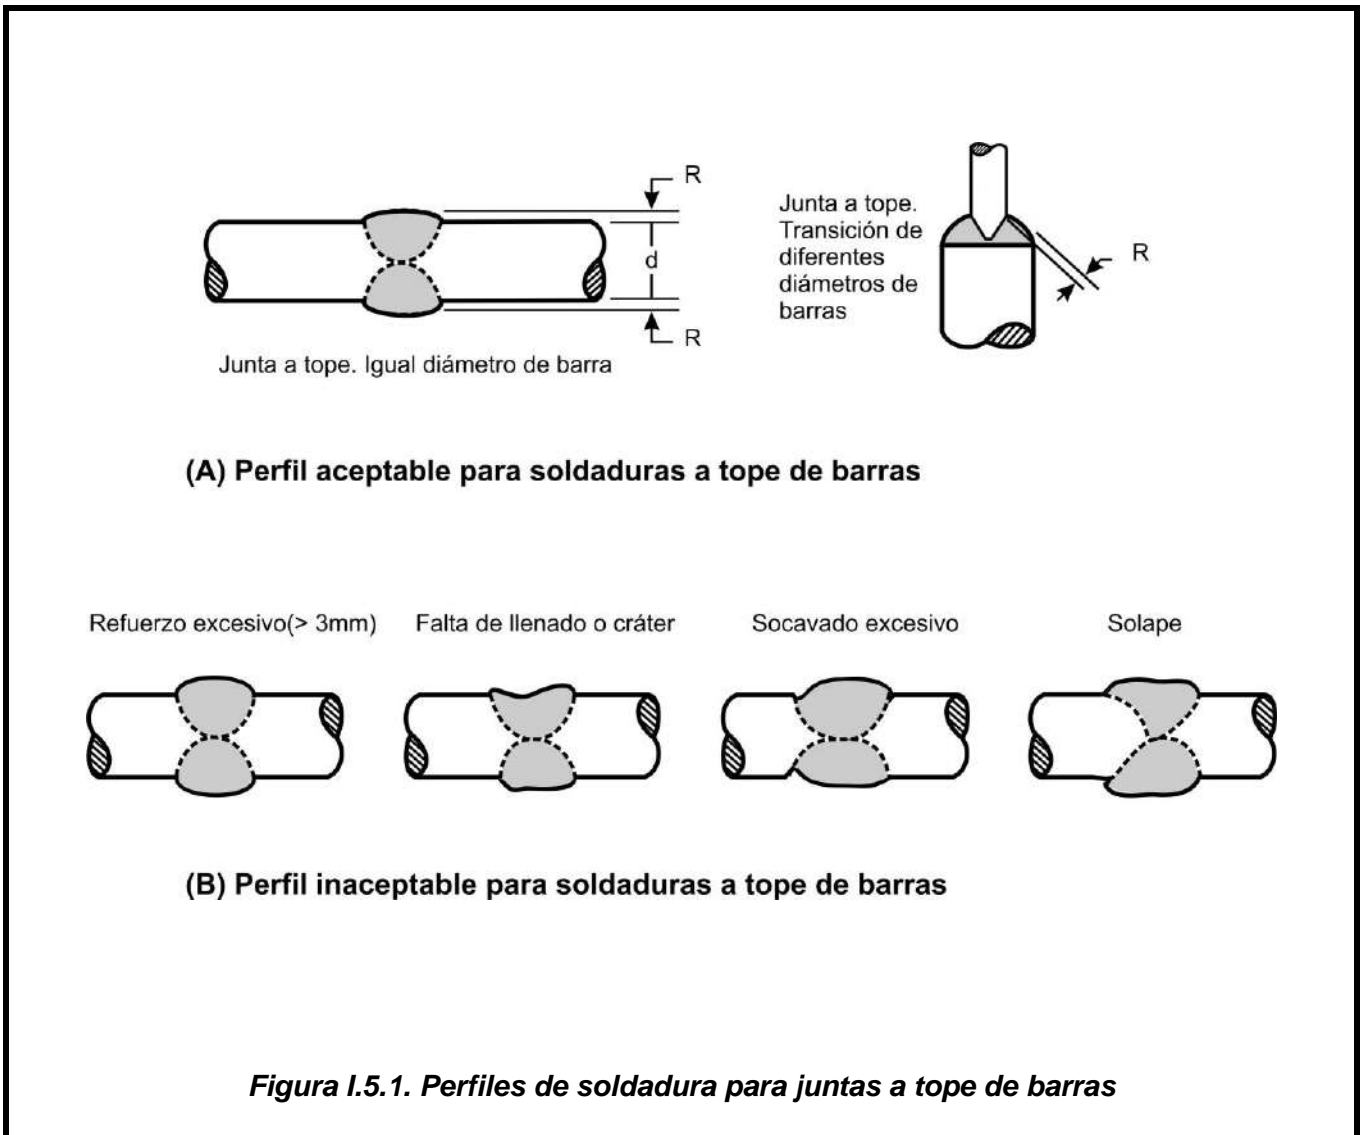 R
d
R
Junta a tope. Igual diámetro de barra
Junta a tope.
Transición de
diferentes
diámetros de
barras
R
(A) Perfil aceptable para soldaduras a tope de barras
Refuerzo excesivo(> 3mm)
Falta de llenado o cráter
Socavado excesivo
Solape
(B) Perfil inaceptable para soldaduras a tope de barras
Figura I.5.1. Perfiles de soldadura para juntas a tope de barras